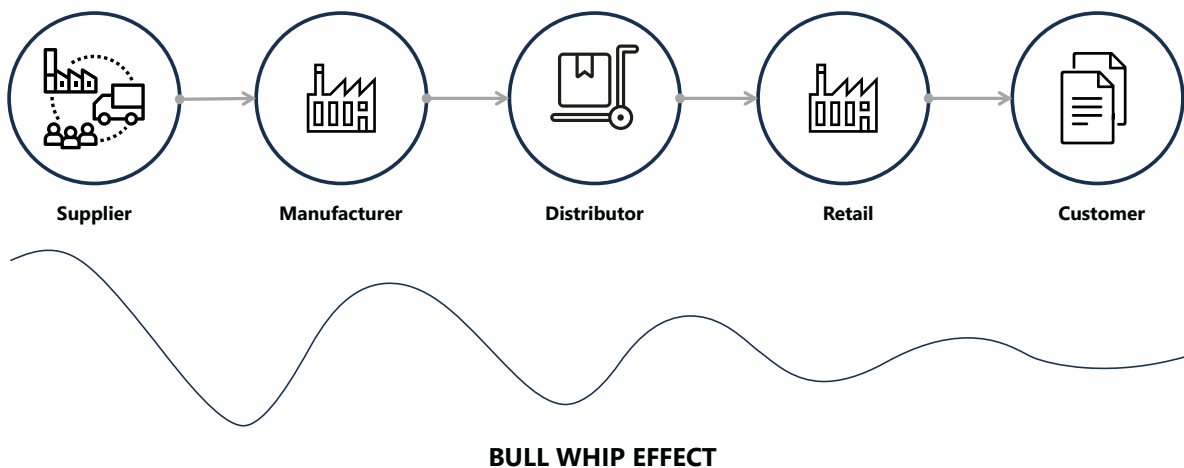 Supplier
Manufacturer
Distributor
Retail
Customer
BULL WHIP EFFECT